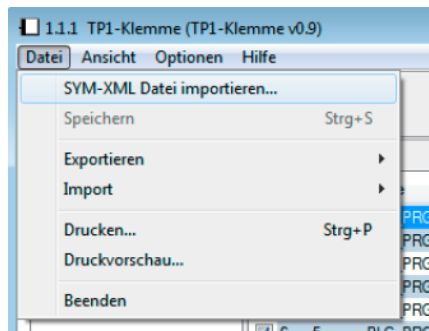 1.1.1 TP1-Klemme (TP1-Klemme v0.9)
Datei Ansicht Optionen Hilfe
SYM-XML Datei importieren...
Speichern Strg+S
Exportieren
Import
Drucken... Strg+P
Druckvorschau...
Beenden